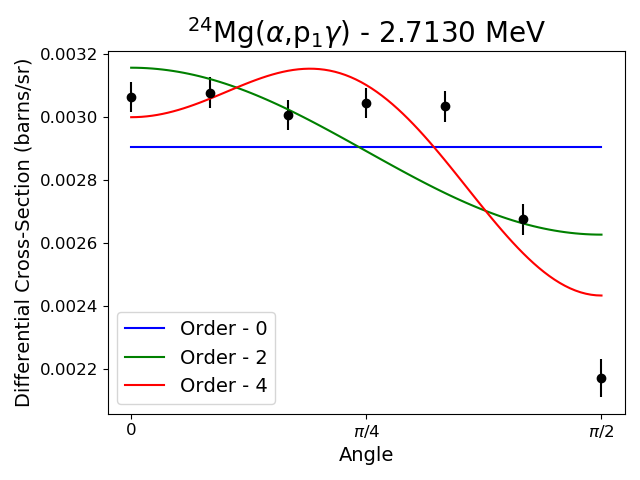 ²⁴Mg(α,p₁γ) - 2.7130 MeV
Differential Cross-Section (barns/sr)
0.0032
0.0030
0.0028
0.0026
0.0024
0.0022
Order - 0
Order - 2
Order - 4
0
π/4
π/2
Angle